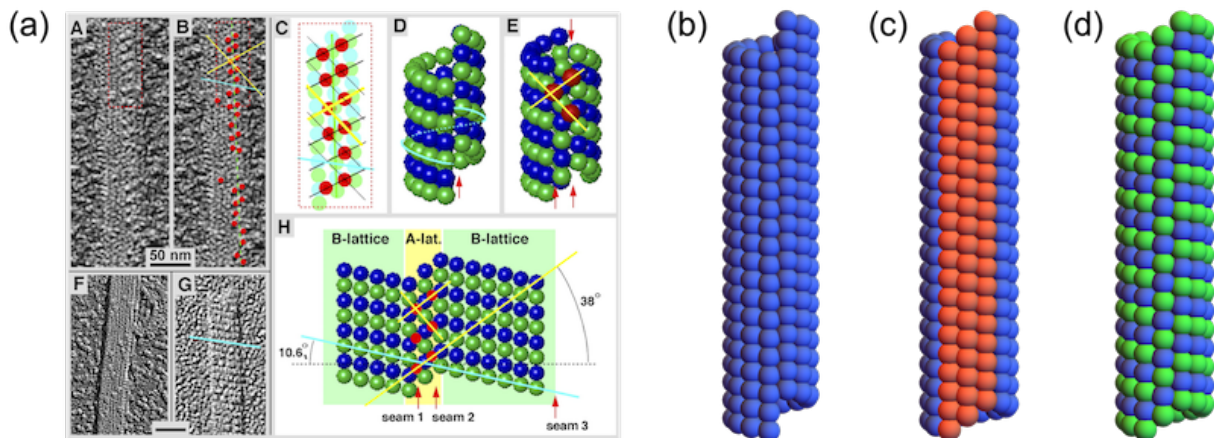 (a)
A
B
C
D
E
50 nm
F
G
H
B-lattice A-lat. B-lattice
38°
10.6°
seam 1 seam 2
seam 3
(b)
(c)
(d)